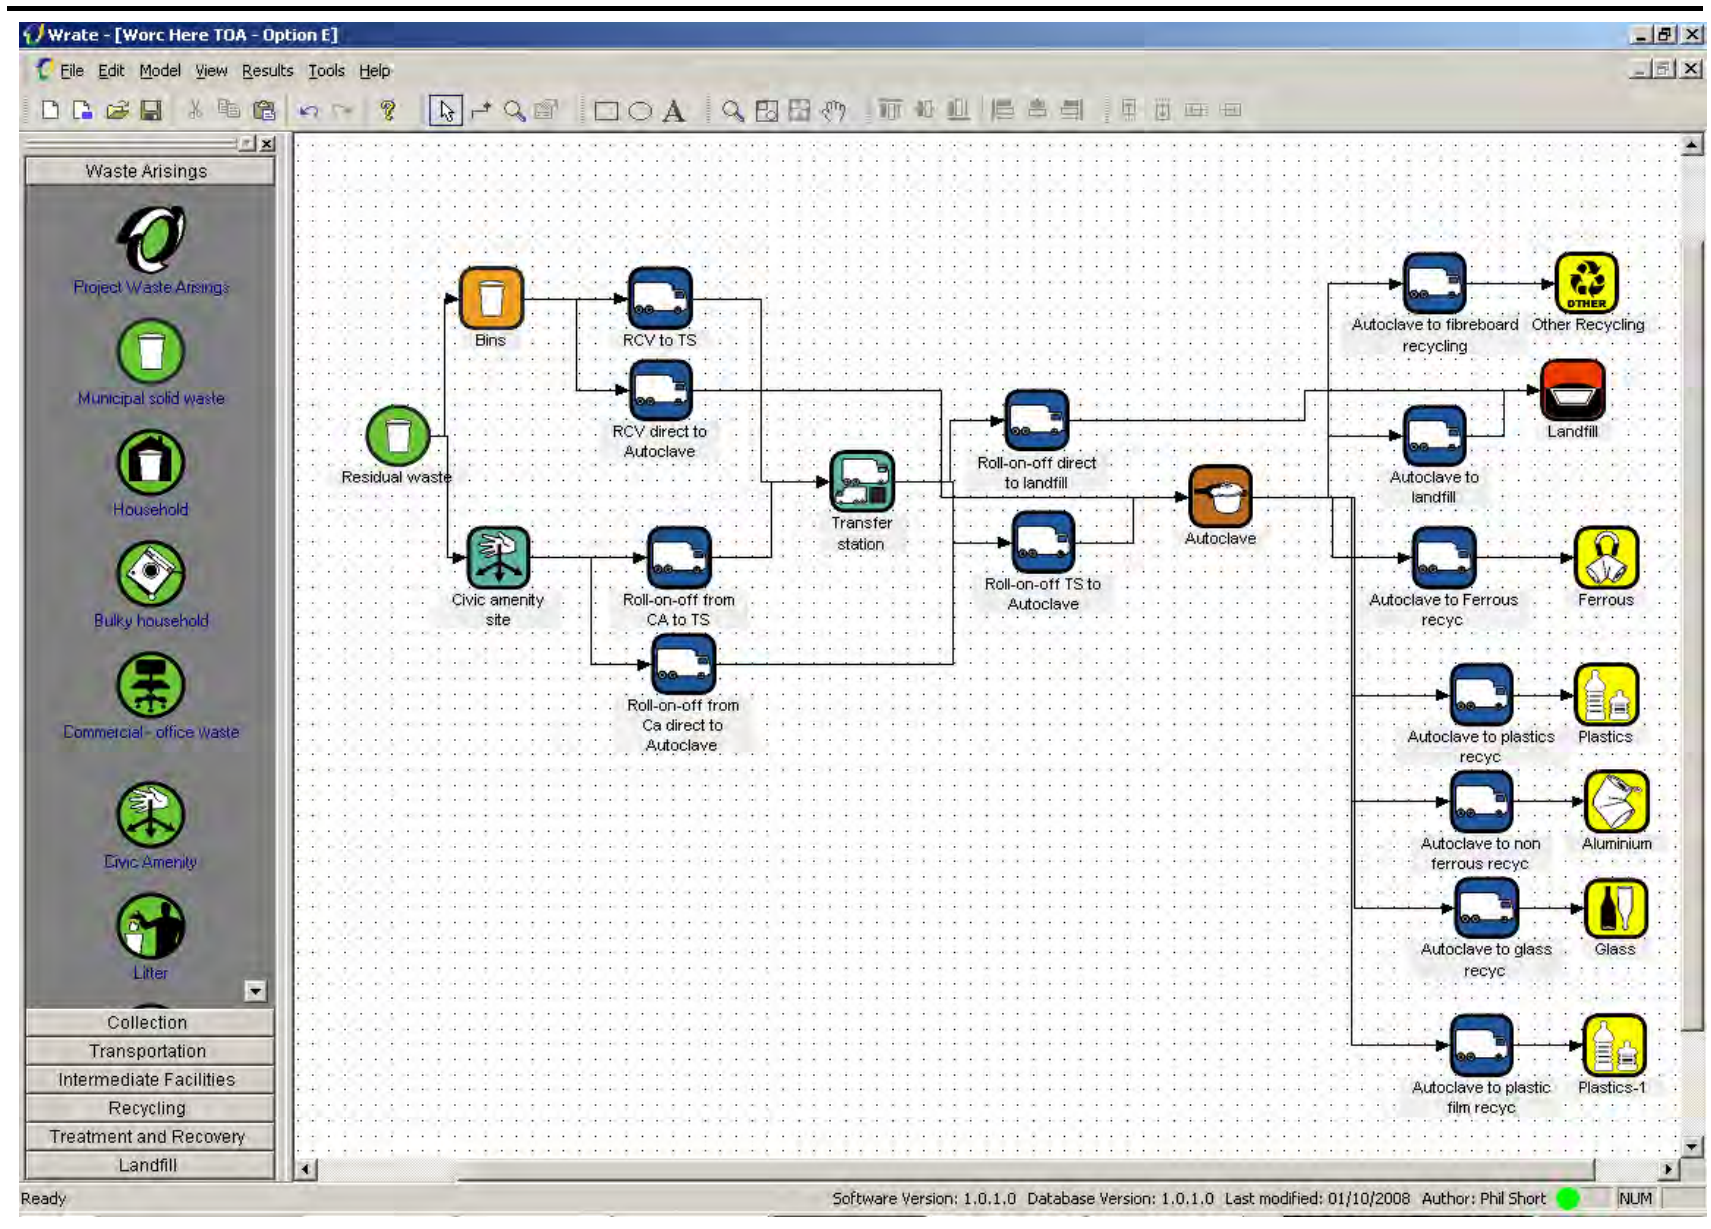 Wrate - [Worc Here TOA - Option E]
File Edit Model View Results Tools Help
A
Waste Arisings
Project Waste Arisings
Municipal solid waste
Household
Bulky household
Commercial - office waste
Civic Amenity
Litter
Collection
Transportation
Intermediate Facilities
Recycling
Treatment and Recovery
Landfill
Residual waste
Bins
Civic amenity
site
RCV to TS
RCV direct to
Autoclave
Roll-on-off from
CA to TS
Roll-on-off from
Ca direct to
Autoclave
Transfer
station
Roll-on-off direct
to landfill
Roll-on-off TS to
Autoclave
Autoclave
Autoclave to fibreboard
recycling
OTHER
Other Recycling
Autoclave to
landfill
Landfill
Autoclave to Ferrous
recyc
Ferrous
Autoclave to plastics
recyc
Plastics
Autoclave to non
ferrous recyc
Aluminium
Autoclave to glass
recyc
Glass
Autoclave to plastic
film recyc
Plastics-1
Ready
Software Version: 1.0.1.0 Database Version: 1.0.1.0 Last modified: 01/10/2008 Author: Phil Short
NUM